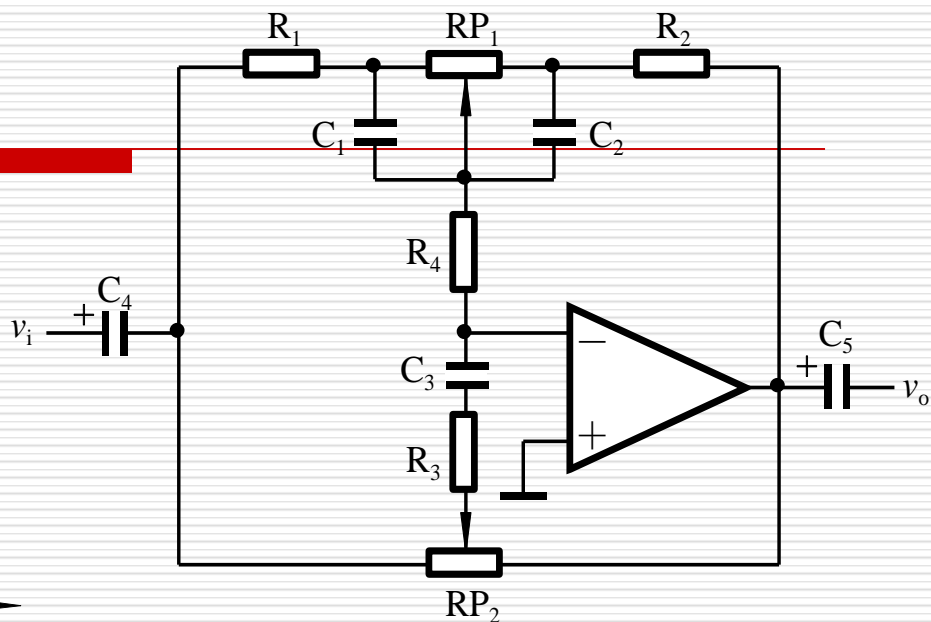 R₁ RP₁ R₂
C₁ C₂
R₄
C₄
+
vᵢ
C₃
−
C₅
+
vₒ
+
R₃
RP₂